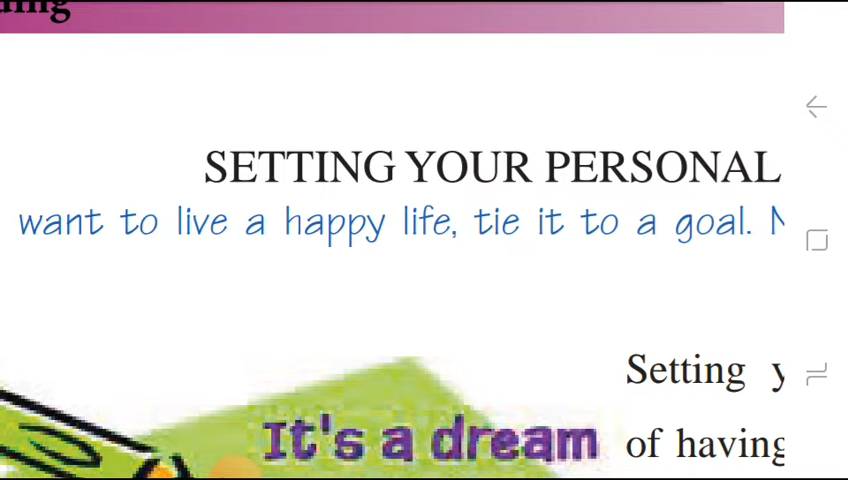 SETTING YOUR PERSONAL
want to live a happy life, tie it to a goal.
Setting
It's a dream
of having